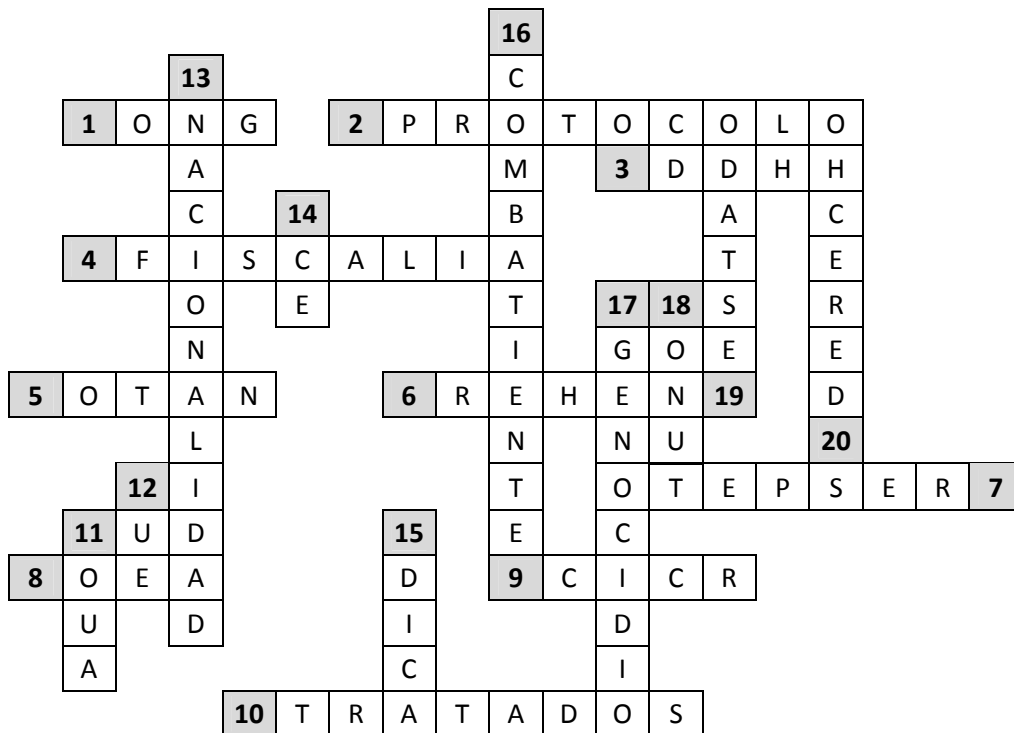 16
13 C
1 O N G 2 P R O T O C O L O
A M 3 D D H H
C 14 B A C
4 F I S C A L I A T E
O E T 17 18 S R
N I G O E E
5 O T A N 6 R E H E N 19 D
L N N U 20
12 I T O T E P S E R 7
11 U D 15 E C
8 O E A D 9 C I C R
U D I D
A C I
10 T R A T A D O S